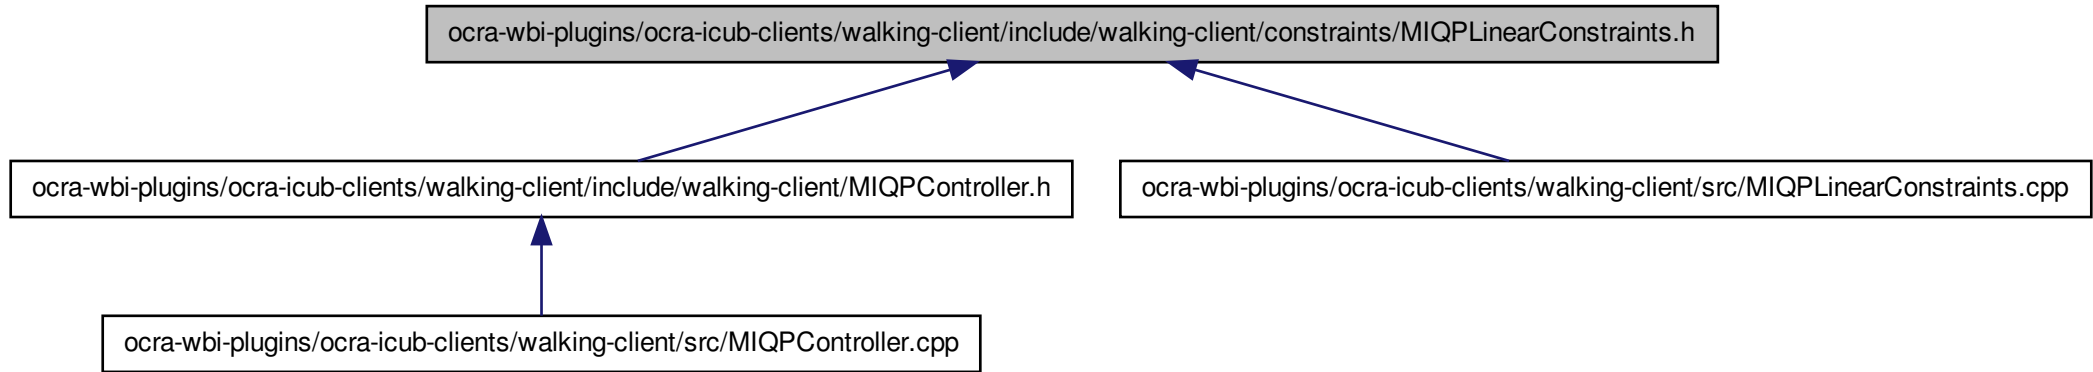 ocra-wbi-plugins/ocra-icub-clients/walking-client/include/walking-client/constraints/MIQPLinearConstraints.h
ocra-wbi-plugins/ocra-icub-clients/walking-client/include/walking-client/MIQPController.h
ocra-wbi-plugins/ocra-icub-clients/walking-client/src/MIQPLinearConstraints.cpp
ocra-wbi-plugins/ocra-icub-clients/walking-client/src/MIQPController.cpp